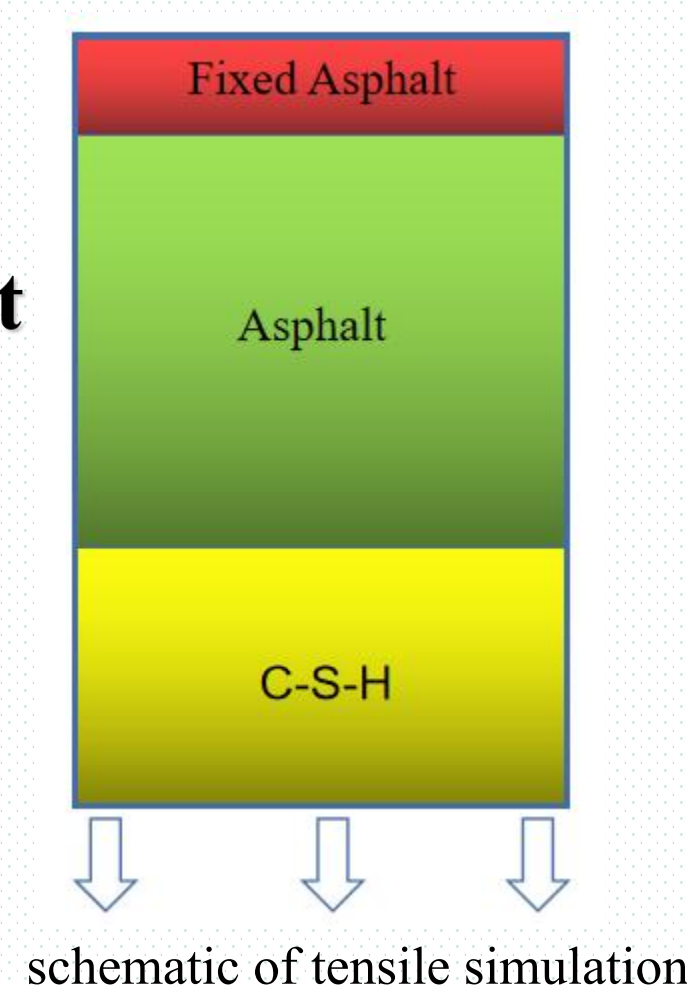 Fixed Asphalt
t
Asphalt
C-S-H
schematic of tensile simulation